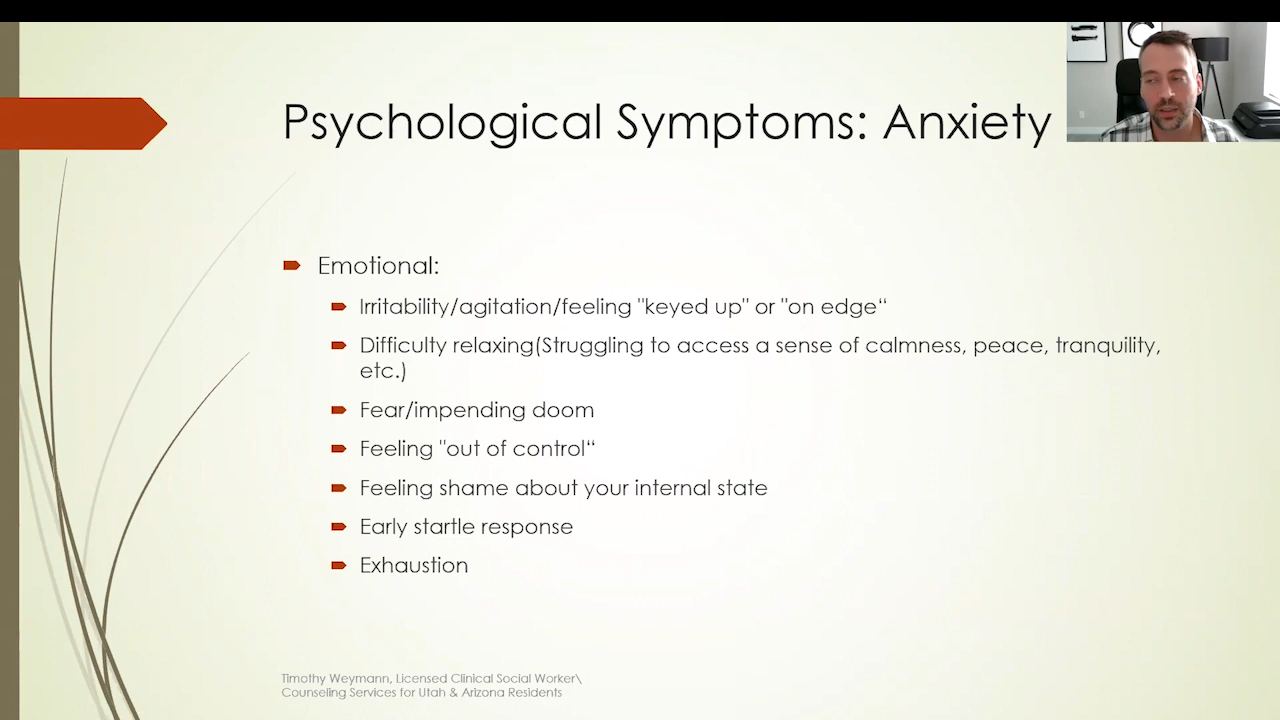 Psychological Symptoms: Anxiety
Emotional:
Irritability/agitation/feeling "keyed up" or "on edge“
Difficulty relaxing(Struggling to access a sense of calmness, peace, tranquility,
etc.)
Fear/impending doom
Feeling "out of control“
Feeling shame about your internal state
Early startle response
Exhaustion
Timothy Weymann, Licensed Clinical Social Worker\
Counseling Services for Utah & Arizona Residents